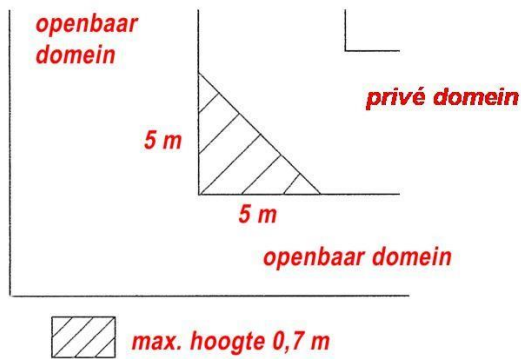 openbaar
domein
privé domein
5 m
5 m
openbaar domein
max. hoogte 0,7 m